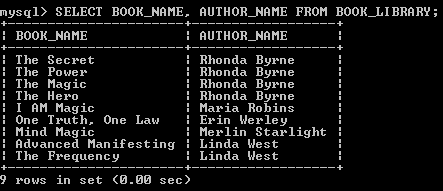 mysql> SELECT BOOK_NAME, AUTHOR_NAME FROM BOOK_LIBRARY;
+----------------------+------------------+
| BOOK_NAME            | AUTHOR_NAME      |
+----------------------+------------------+
| The Secret           | Rhonda Byrne     |
| The Power            | Rhonda Byrne     |
| The Magic            | Rhonda Byrne     |
| The Hero             | Rhonda Byrne     |
| I AM Magic           | Maria Robins     |
| One Truth, One Law   | Erin Werley      |
| Mind Magic           | Merlin Starlight |
| Advanced Manifesting | Linda West       |
| The Frequency        | Linda West       |
+----------------------+------------------+
9 rows in set (0.00 sec)